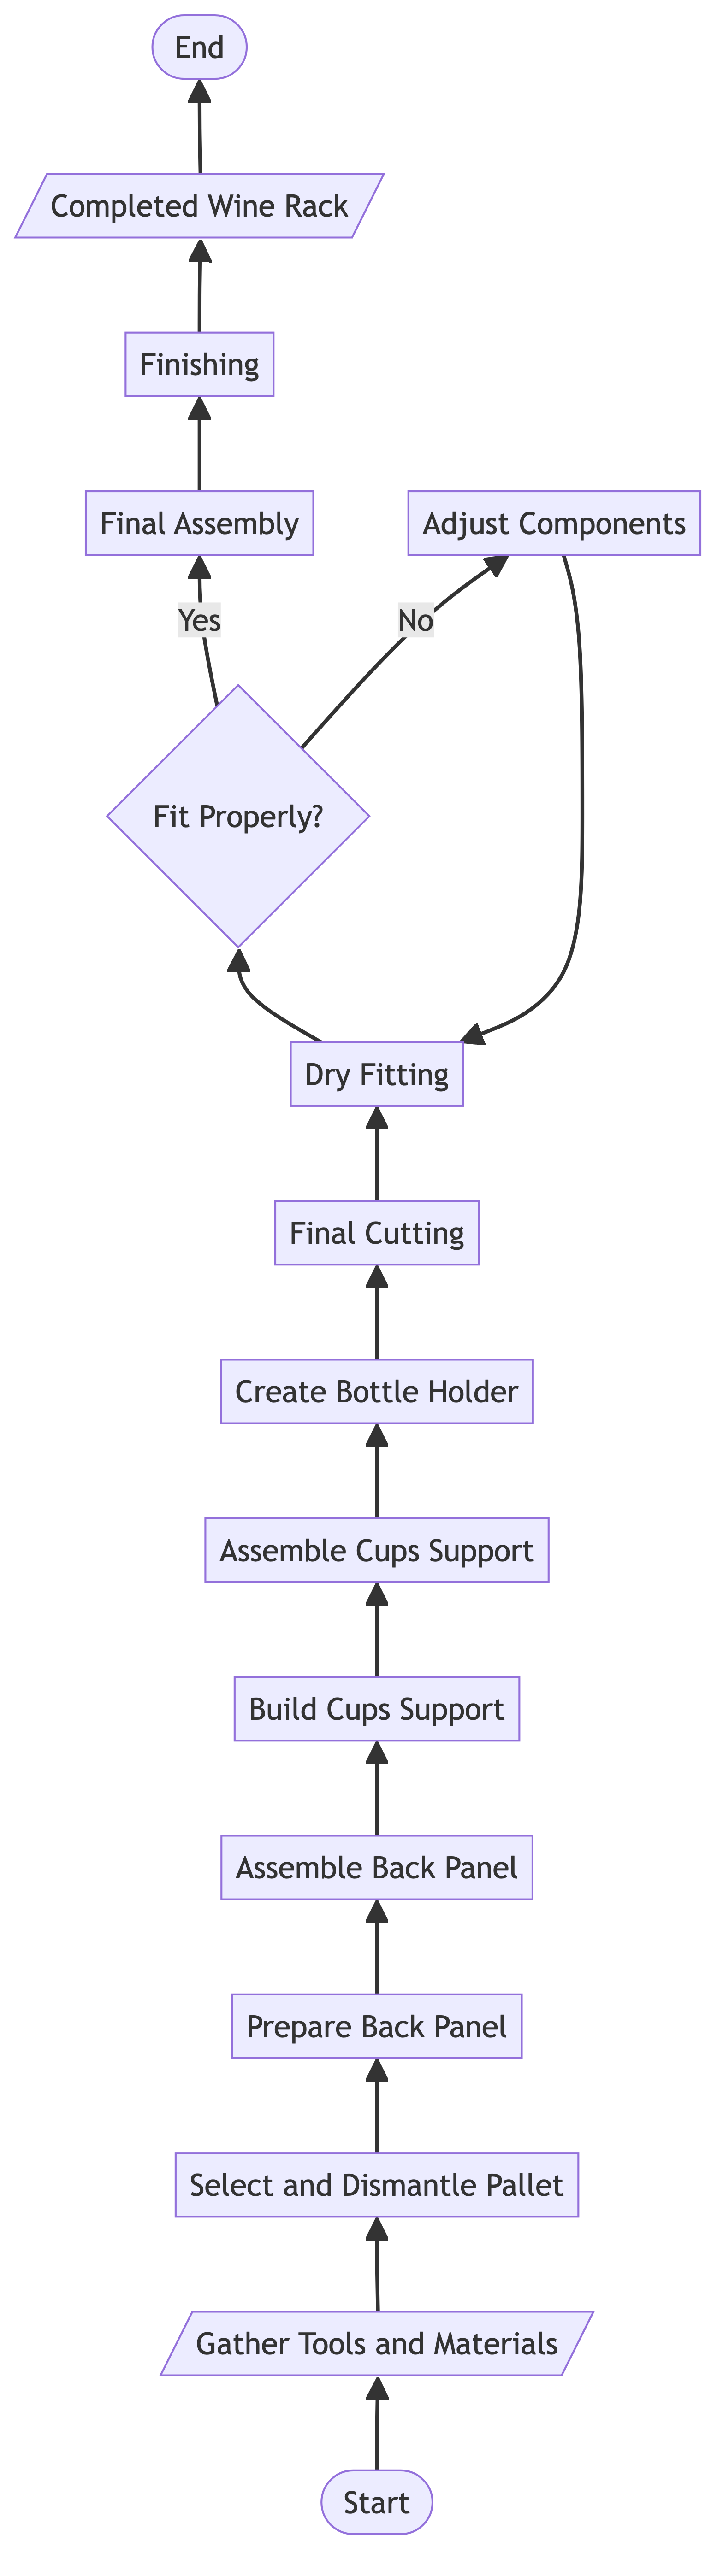 End
Completed Wine Rack
Finishing
Final Assembly
Adjust Components
Yes
No
Fit Properly?
Dry Fitting
Final Cutting
Create Bottle Holder
Assemble Cups Support
Build Cups Support
Assemble Back Panel
Prepare Back Panel
Select and Dismantle Pallet
Gather Tools and Materials
Start